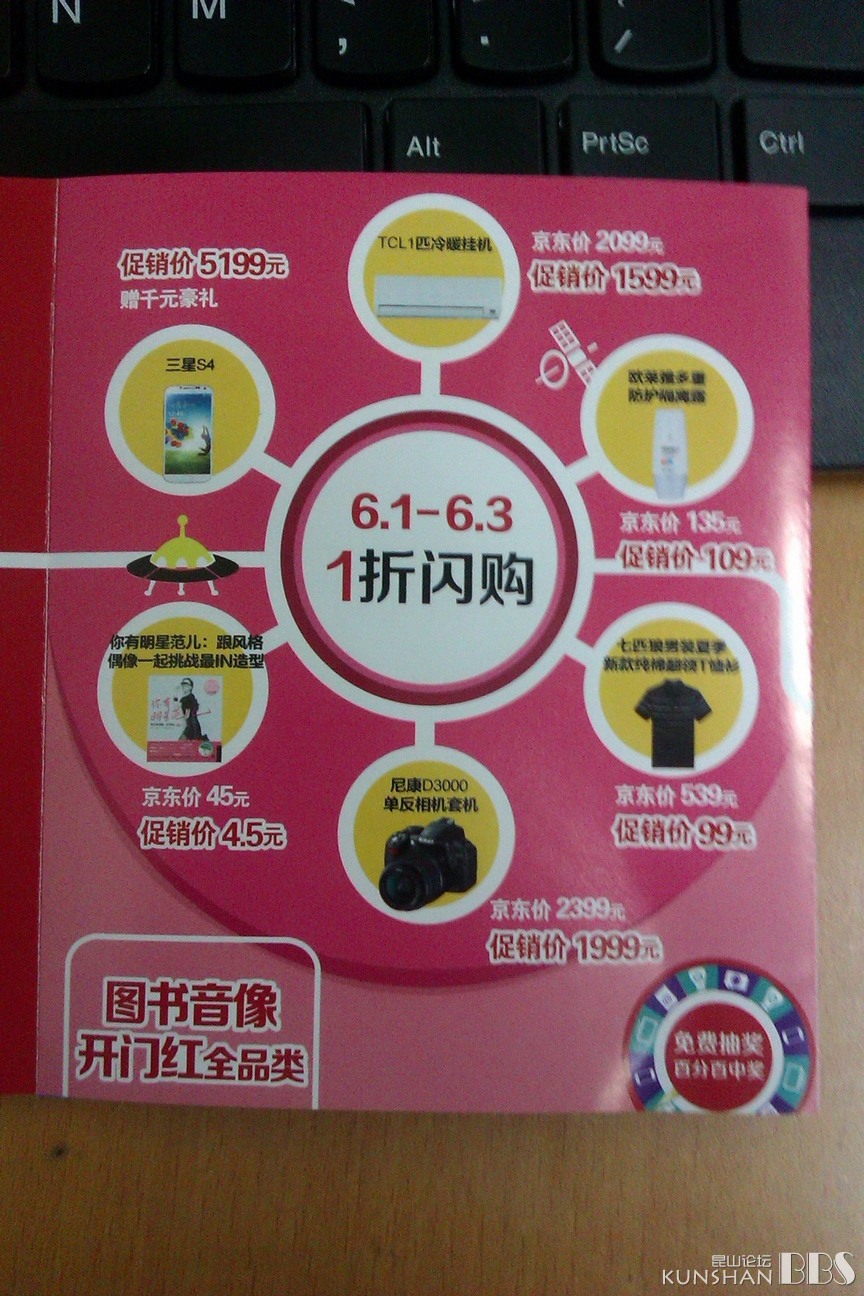 N
M
<
,
.
/
Alt
PrtSc
Ctrl
TCL1匹冷暖挂机
京东价 2099元
促销价 1599元
促销价 5199元
赠千元豪礼
三星S4
欧莱雅多重
防护隔离露
京东价 135元
促销价 109元
6.1-6.3
1折闪购
你有明星范儿：跟风格
偶像一起挑战最IN造型
京东价 45元
促销价 4.5元
七匹狼男装夏季
新款纯棉翻领T恤衫
京东价 539元
促销价 99元
尼康D3000
单反相机套机
京东价 2399元
促销价 1999元
图书音像
开门红全品类
免费抽奖
百分百中奖
昆山论坛
KUNSHAN BBS